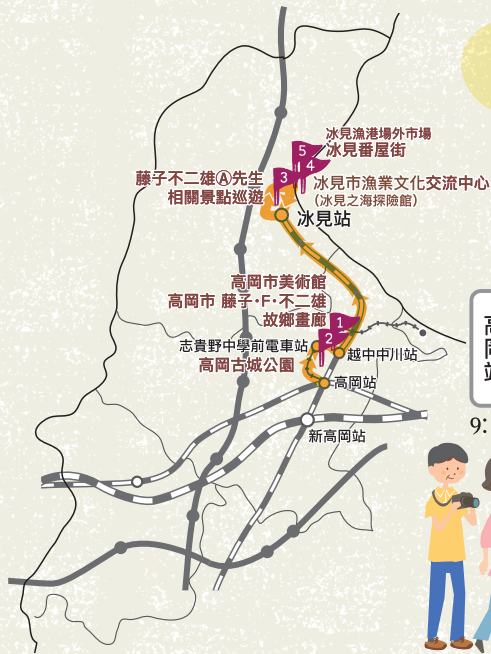 冰見漁港場外市場
冰見番屋街
5
4
3
藤子不二雄Ⓐ先生
相關景點巡遊
冰見市漁業文化交流中心
（冰見之海探險館）
冰見站
高岡市美術館
高岡市 藤子･F･不二雄
故鄉畫廊
1
2
志貴野中學前電車站
高岡古城公園
越中中川站
高岡站
新高岡站
9: